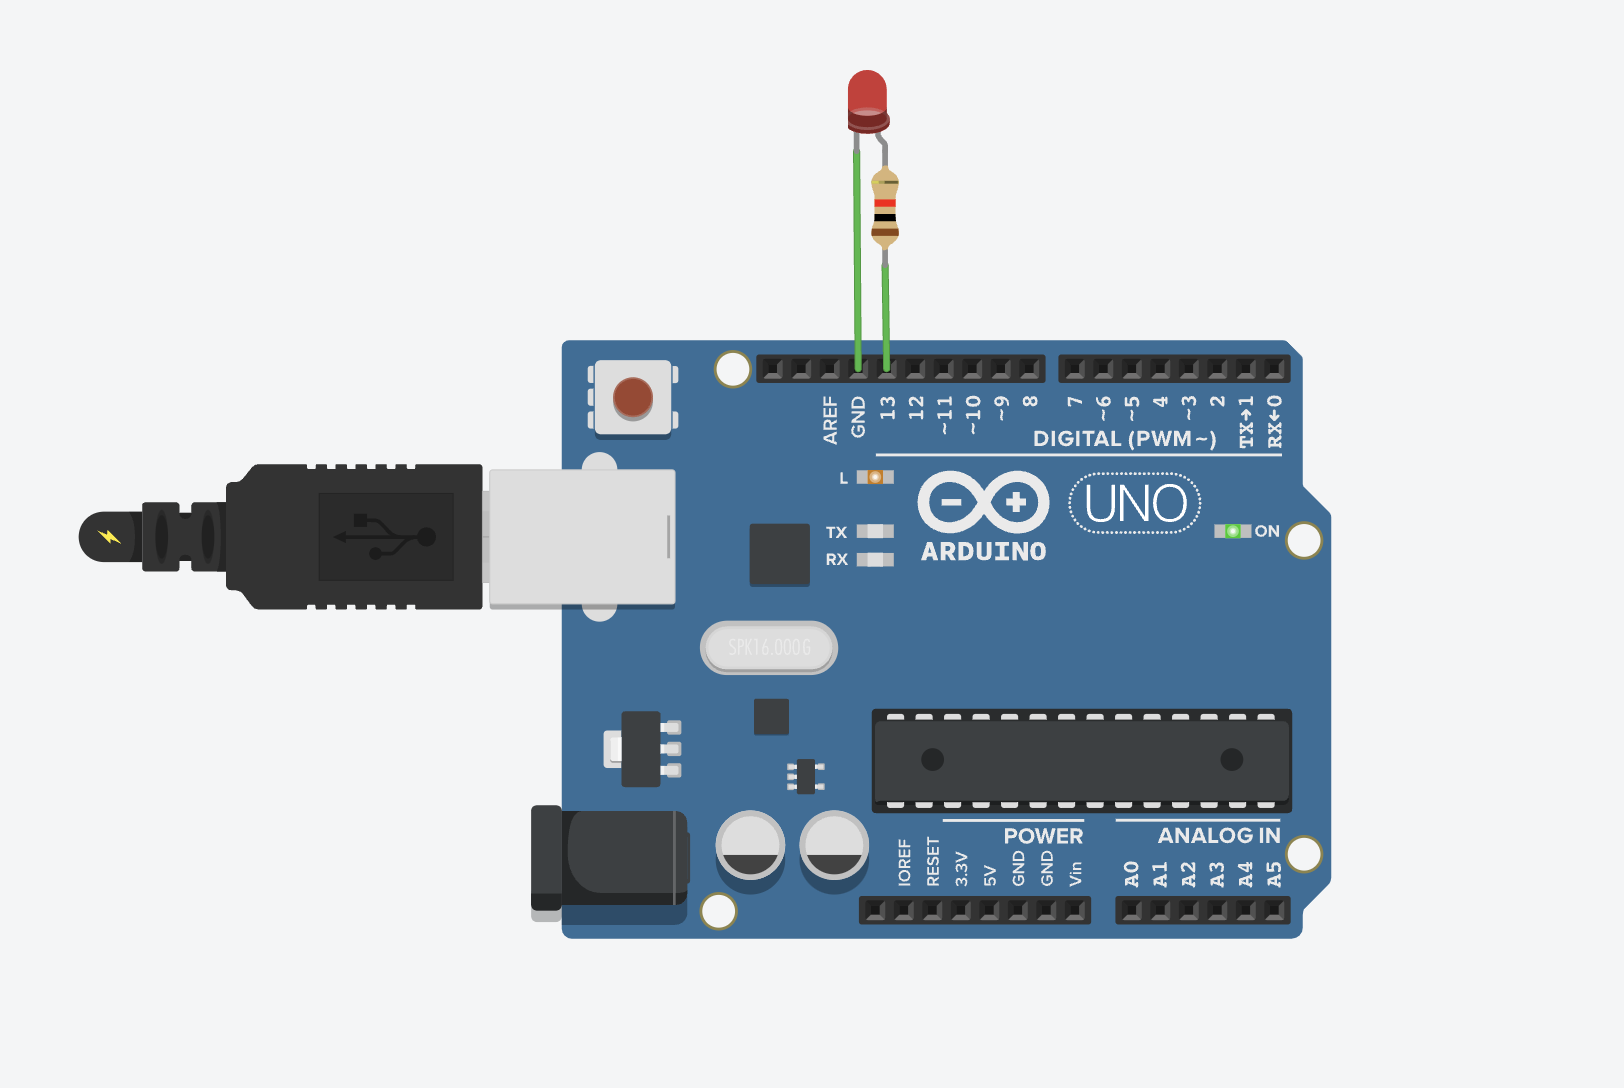 AREF
GND
13
12
~11
~10
~9
8
7
~6
~5
4
~3
2
TX→1
RX←0
DIGITAL (PWM~)
L
TX
RX
UNO
ARDUINO
ON
SPK16.000G
POWER
ANALOG IN
IOREF
RESET
3.3V
5V
GND
GND
Vin
A0
A1
A2
A3
A4
A5